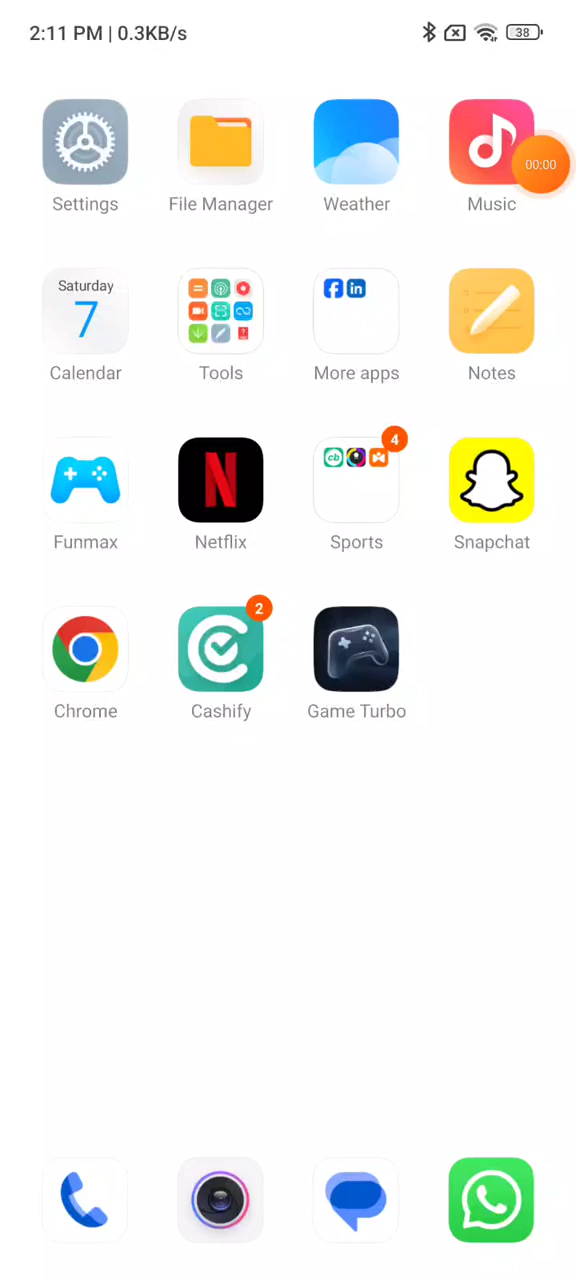 2:11 PM | 0.3KB/s 38
00:00
Settings File Manager Weather Music
Saturday
7
Calendar Tools More apps Notes
4
Funmax Netflix Sports Snapchat
2
Chrome Cashify Game Turbo